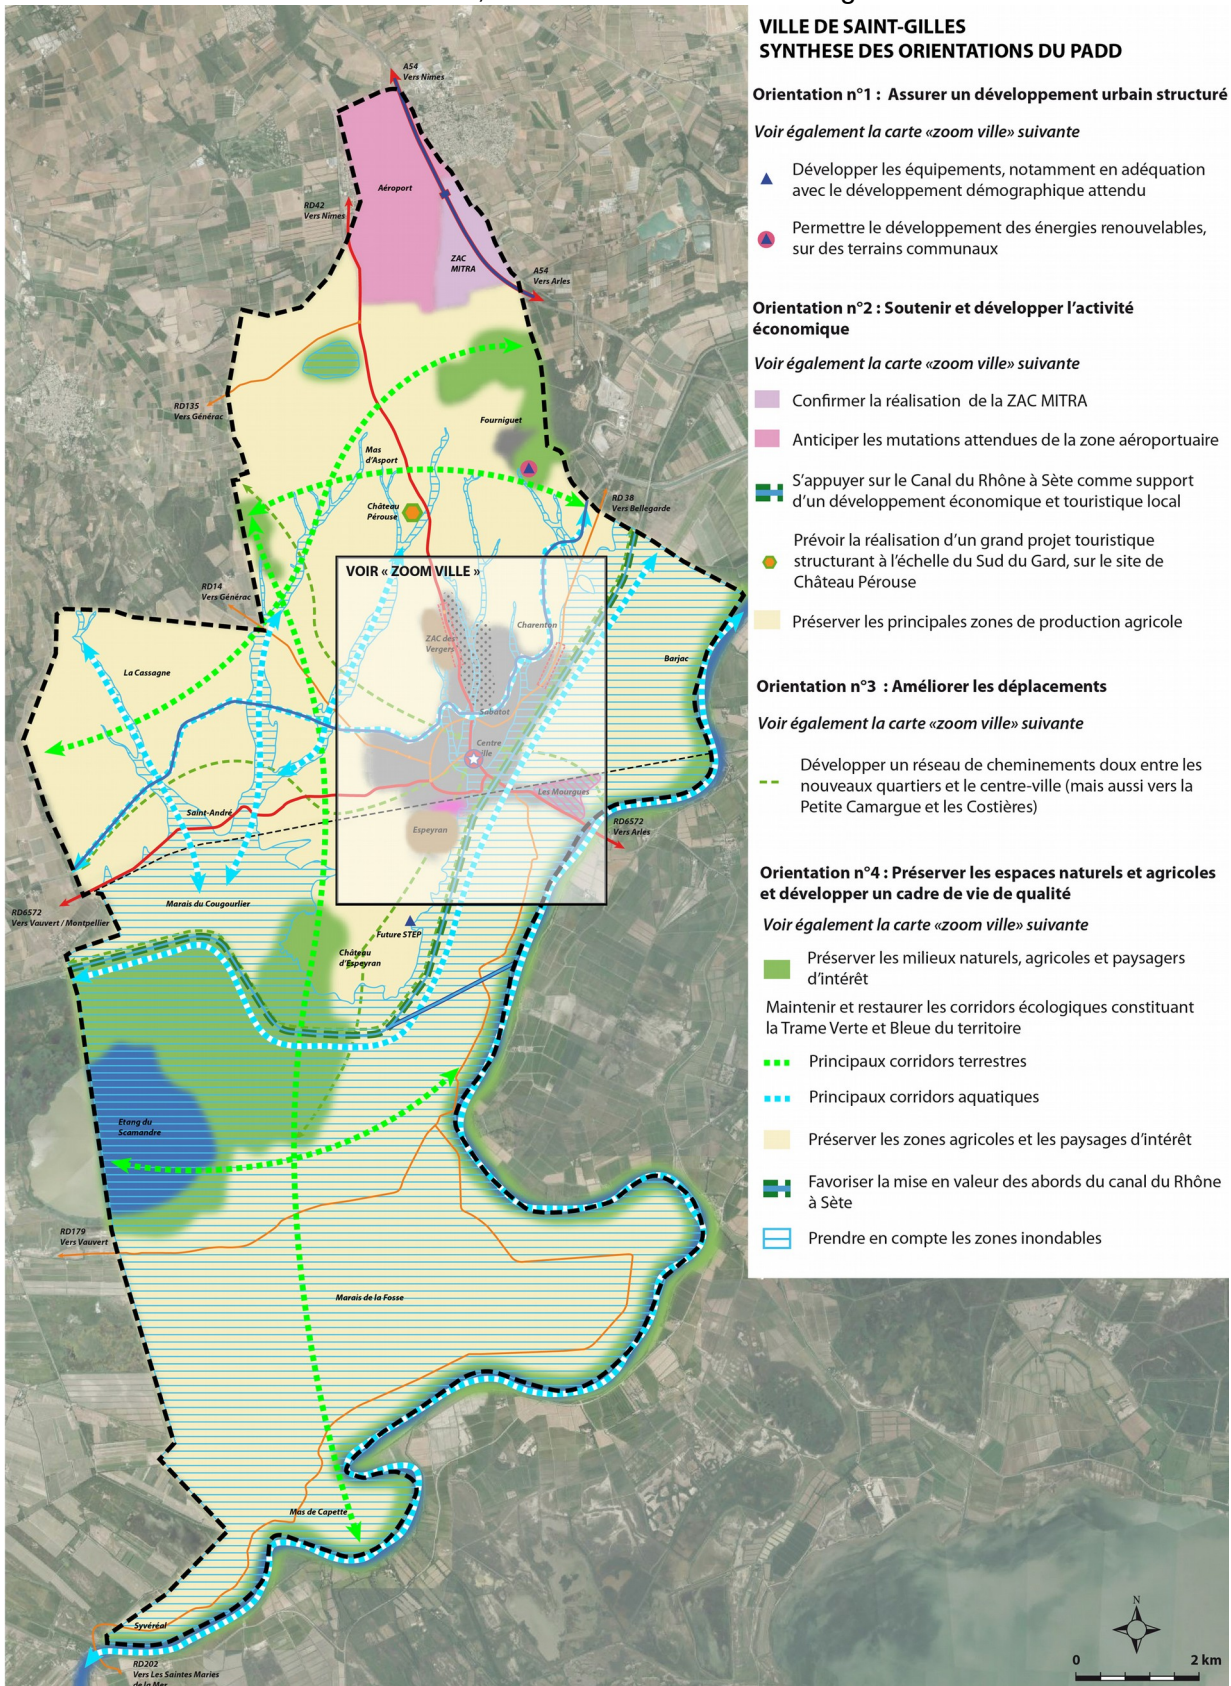 VILLE DE SAINT-GILLES
SYNTHESE DES ORIENTATIONS DU PADD
Orientation n°1 : Assurer un développement urbain structuré
Voir également la carte «zoom ville» suivante
Développer les équipements, notamment en adéquation
avec le développement démographique attendu
Permettre le développement des énergies renouvelables,
sur des terrains communaux
Orientation n°2 : Soutenir et développer l'activité
économique
Voir également la carte «zoom ville» suivante
Confirmer la réalisation de la ZAC MITRA
Anticiper les mutations attendues de la zone aéroportuaire
S'appuyer sur le Canal du Rhône à Sète comme support
d'un développement économique et touristique local
Prévoir la réalisation d'un grand projet touristique
structurant à l'échelle du Sud du Gard, sur le site de
Château Pérouse
Préserver les principales zones de production agricole
Orientation n°3 : Améliorer les déplacements
Voir également la carte «zoom ville» suivante
Développer un réseau de cheminements doux entre les
nouveaux quartiers et le centre-ville (mais aussi vers la
Petite Camargue et les Costières)
Orientation n°4 : Préserver les espaces naturels et agricoles
et développer un cadre de vie de qualité
Voir également la carte «zoom ville» suivante
Préserver les milieux naturels, agricoles et paysagers
d'intérêt
Maintenir et restaurer les corridors écologiques constituant
la Trame Verte et Bleue du territoire
Principaux corridors terrestres
Principaux corridors aquatiques
Préserver les zones agricoles et les paysages d'intérêt
Favoriser la mise en valeur des abords du canal du Rhône
à Sète
Prendre en compte les zones inondables
A54
Vers Nîmes
Aéroport
RD42
Vers Nîmes
ZAC
MITRA
A54
Vers Arles
RD135
Vers Générac
Fourniguet
Mas
d'Asport
Château
Pérouse
RD 38
Vers Bellegarde
VOIR « ZOOM VILLE »
RD14
Vers Générac
ZAC des
Vergers
Charenton
Barjac
La Cassagne
Sabatot
Centre
ville
Les Mourgues
Saint-André
Espeyran
RD6572
Vers Arles
RD6572
Vers Vauvert / Montpellier
Marais du Cougourlier
Future STEP
Château
d'Espeyran
Etang du
Scamandre
RD179
Vers Vauvert
Marais de la Fosse
Mas de Capette
Syvéréal
RD202
Vers Les Saintes Maries
de la Mer
N
0 2 km